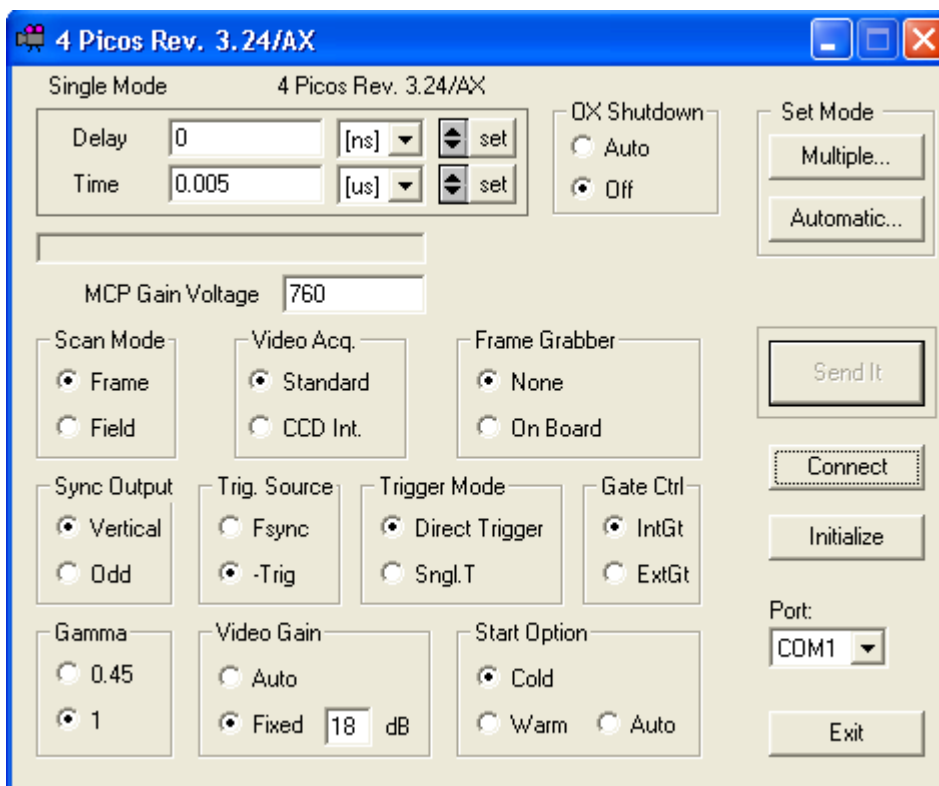 4 Picos Rev. 3.24/AX
Single Mode 4 Picos Rev. 3.24/AX
Delay 0 [ns] set
Time 0.005 [us] set
OX Shutdown
Auto
Off
Set Mode
Multiple...
Automatic...
MCP Gain Voltage 760
Scan Mode
Frame
Field
Video Acq.
Standard
CCD Int.
Frame Grabber
None
On Board
Send It
Connect
Initialize
Sync Output
Vertical
Odd
Trig. Source
Fsync
-Trig
Trigger Mode
Direct Trigger
Sngl.T
Gate Ctrl
IntGt
ExtGt
Port:
COM1
Gamma
0.45
1
Video Gain
Auto
Fixed 18 dB
Start Option
Cold
Warm Auto
Exit